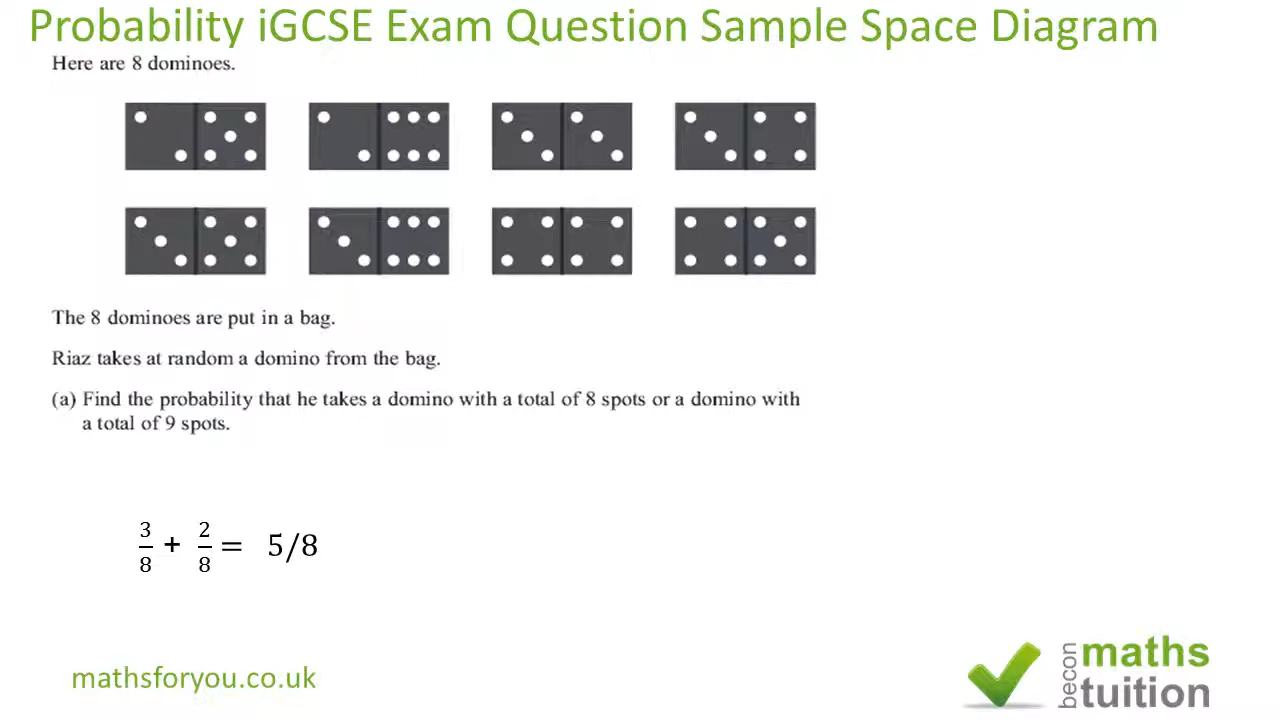 Probability iGCSE Exam Question Sample Space Diagram
Here are 8 dominoes.
The 8 dominoes are put in a bag.
Riaz takes at random a domino from the bag.
(a) Find the probability that he takes a domino with a total of 8 spots or a domino with
a total of 9 spots.
3/8 + 2/8 = 5/8
mathsforyou.co.uk
becon
maths
tuition